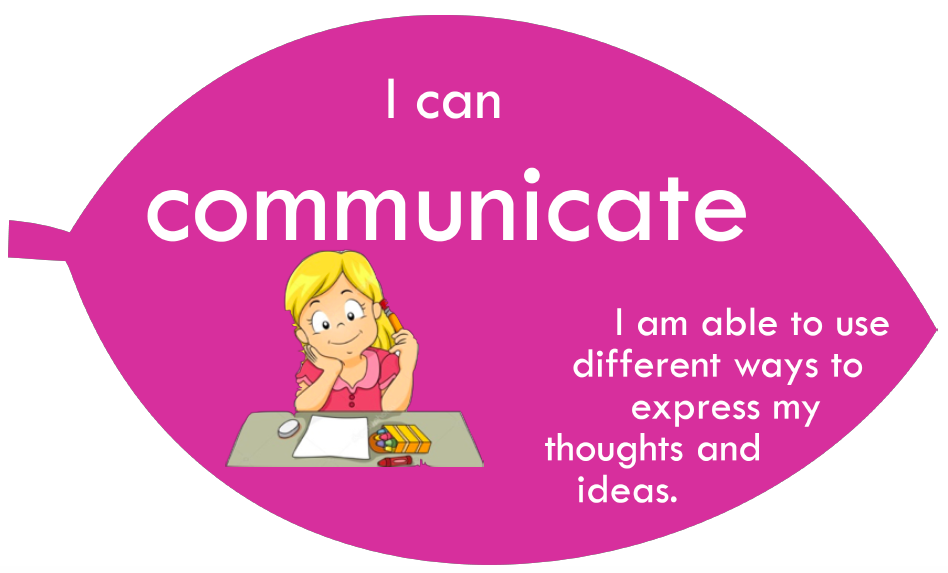 I can
communicate
I am able to use
different ways to
express my
thoughts and
ideas.